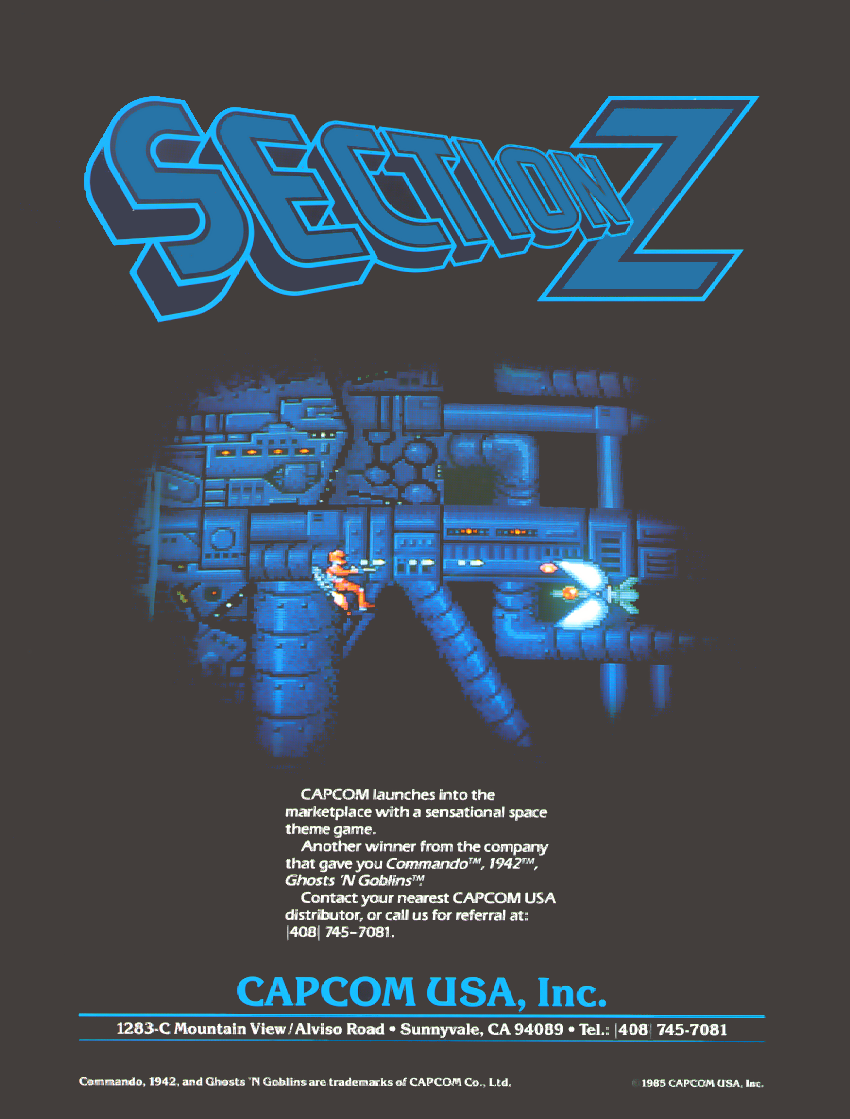 SECTION Z
CAPCOM launches into the
marketplace with a sensational space
theme game.
Another winner from the company
that gave you Commando™, 1942™,
Ghosts 'N Goblins™!
Contact your nearest CAPCOM USA
distributor, or call us for referral at:
|408| 745–7081.
CAPCOM USA, Inc.
1283-C Mountain View/Alviso Road • Sunnyvale, CA 94089 • Tel.: |408| 745-7081
Commando, 1942, and Ghosts 'N Goblins are trademarks of CAPCOM Co., Ltd.
© 1985 CAPCOM USA, Inc.